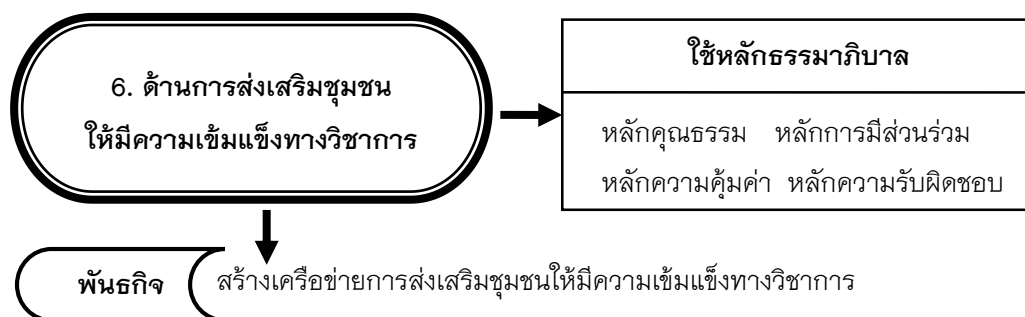 6. ด้านการส่งเสริมชุมชน
ให้มีความเข้มแข็งทางวิชาการ
ใช้หลักธรรมาภิบาล
หลักคุณธรรม หลักการมีส่วนร่วม
หลักความคุ้มค่า หลักความรับผิดชอบ
พันธกิจ
สร้างเครือข่ายการส่งเสริมชุมชนให้มีความเข้มแข็งทางวิชาการ